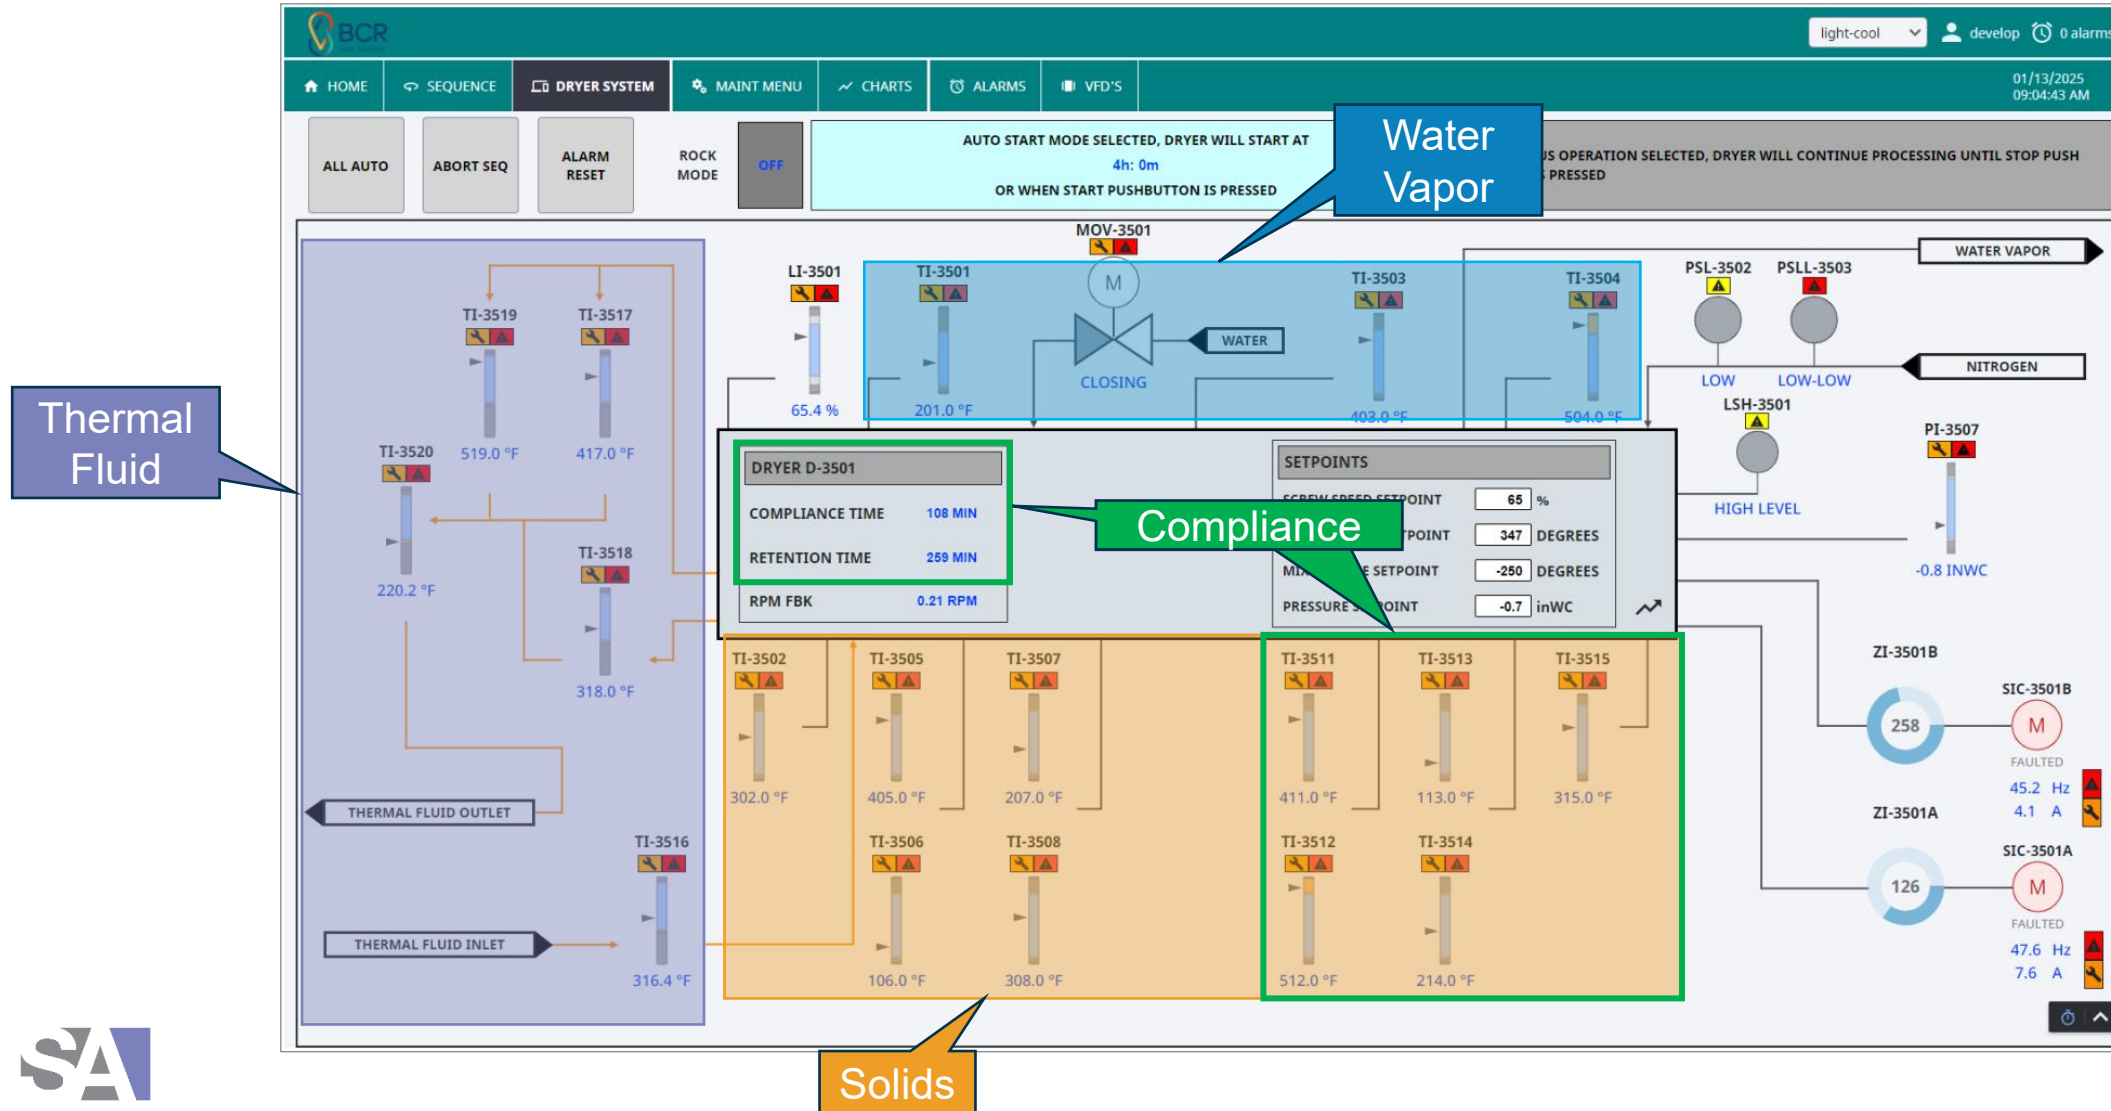 BCR
light-cool
develop
0 alarms
HOME
SEQUENCE
DRYER SYSTEM
MAINT MENU
CHARTS
ALARMS
VFD'S
01/13/2025
09:04:43 AM
ALL AUTO
ABORT SEQ
ALARM
RESET
ROCK
MODE
OFF
AUTO START MODE SELECTED, DRYER WILL START AT
4h: 0m
OR WHEN START PUSHBUTTON IS PRESSED
Water
Vapor
OPERATION SELECTED, DRYER WILL CONTINUE PROCESSING UNTIL STOP PUSH
PRESSED
Thermal
Fluid
TI-3519
519.0 °F
TI-3517
417.0 °F
TI-3520
220.2 °F
TI-3518
318.0 °F
THERMAL FLUID OUTLET
TI-3516
316.4 °F
THERMAL FLUID INLET
LI-3501
65.4 %
TI-3501
201.0 °F
MOV-3501
M
CLOSING
WATER
TI-3503
403.0 °F
TI-3504
504.0 °F
WATER VAPOR
PSL-3502
LOW
PSLL-3503
LOW-LOW
NITROGEN
LSH-3501
HIGH LEVEL
PI-3507
-0.8 INWC
DRYER D-3501
COMPLIANCE TIME 108 MIN
RETENTION TIME 259 MIN
RPM FBK 0.21 RPM
Compliance
SETPOINTS
SCREW SPEED SETPOINT 65 %
347 DEGREES
SETPOINT -250 DEGREES
PRESSURE -0.7 inWC
TI-3502
302.0 °F
TI-3505
405.0 °F
TI-3507
207.0 °F
TI-3506
106.0 °F
TI-3508
308.0 °F
TI-3511
411.0 °F
TI-3513
113.0 °F
TI-3515
315.0 °F
TI-3512
512.0 °F
TI-3514
214.0 °F
ZI-3501B
258
SIC-3501B
M
FAULTED
45.2 Hz
4.1 A
ZI-3501A
126
SIC-3501A
M
FAULTED
47.6 Hz
7.6 A
Solids
SA